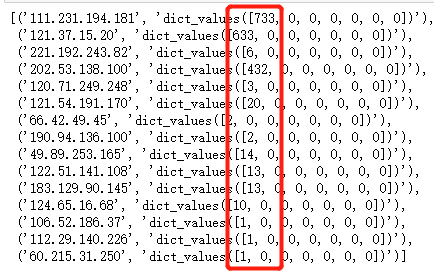 [('111.231.194.181', 'dict_values([733, 0, 0, 0, 0, 0, 0])'),
('121.37.15.20', 'dict_values([633, 0, 0, 0, 0, 0, 0])'),
('221.192.243.82', 'dict_values([6, 0, 0, 0, 0, 0, 0])'),
('202.53.138.100', 'dict_values([432, 0, 0, 0, 0, 0, 0])'),
('120.71.249.248', 'dict_values([3, 0, 0, 0, 0, 0, 0])'),
('121.54.191.170', 'dict_values([20, 0, 0, 0, 0, 0, 0])'),
('66.42.49.45', 'dict_values([2, 0, 0, 0, 0, 0, 0])'),
('190.94.136.100', 'dict_values([2, 0, 0, 0, 0, 0, 0])'),
('49.89.253.165', 'dict_values([14, 0, 0, 0, 0, 0, 0])'),
('122.51.141.108', 'dict_values([13, 0, 0, 0, 0, 0, 0])'),
('183.129.90.145', 'dict_values([13, 0, 0, 0, 0, 0, 0])'),
('124.65.16.68', 'dict_values([10, 0, 0, 0, 0, 0, 0])'),
('106.52.186.37', 'dict_values([1, 0, 0, 0, 0, 0, 0])'),
('112.29.140.226', 'dict_values([1, 0, 0, 0, 0, 0, 0])'),
('60.215.31.250', 'dict_values([1, 0, 0, 0, 0, 0, 0])')]